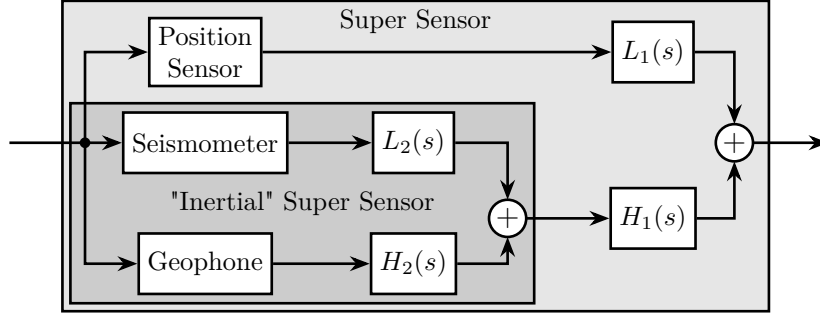 Super Sensor
Position
Sensor
L₁(s)
+
Seismometer
L₂(s)
"Inertial" Super Sensor
+
H₁(s)
Geophone
H₂(s)